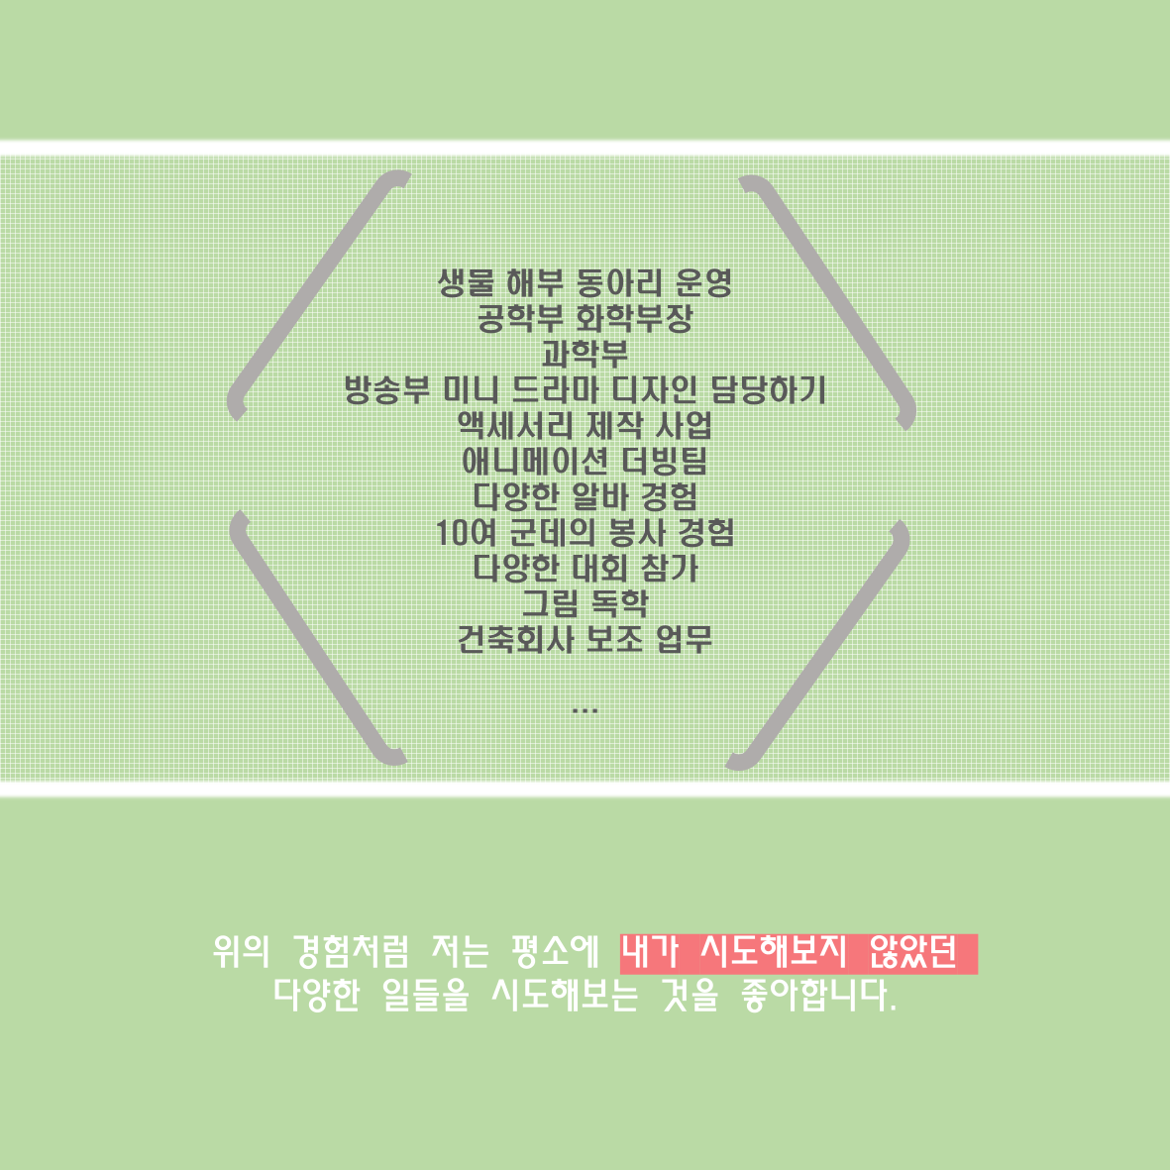 생물 해부 동아리 운영
공학부 화학부장
과학부
방송부 미니 드라마 디자인 담당하기
액세서리 제작 사업
애니메이션 더빙팀
다양한 알바 경험
10여 군데의 봉사 경험
다양한 대회 참가
그림 독학
건축회사 보조 업무
...
위의 경험처럼 저는 평소에 내가 시도해보지 않았던
다양한 일들을 시도해보는 것을 좋아합니다.